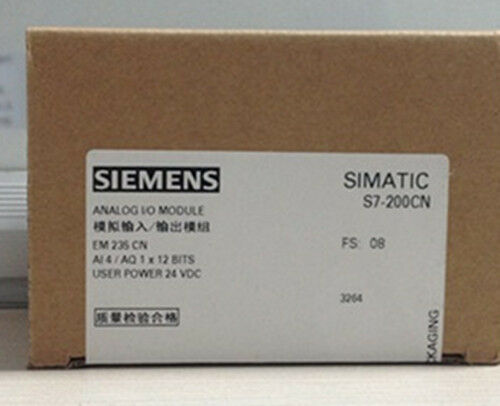 SIEMENS
SIMATIC
S7-200CN
ANALOG I/O MODULE
模拟输入/输出模组
EM 235 CN
FS: 08
AI 4 / AQ 1 x 12 BITS
USER POWER 24 VDC
3264
质量检验合格
CKAGING